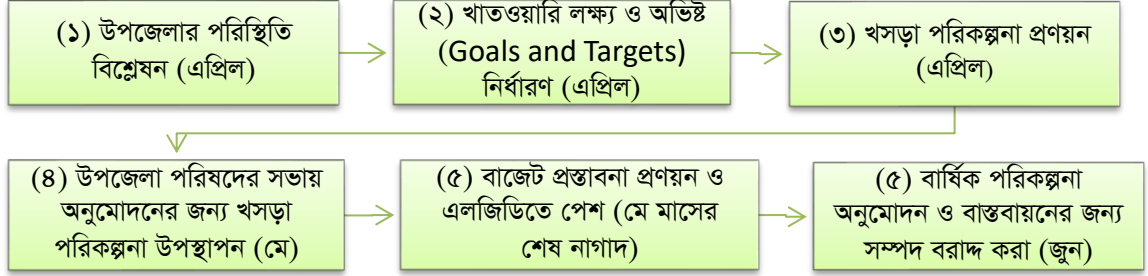 (১) উপজেলার পরিস্থিতি
বিশ্লেষন (এপ্রিল)
(২) খাতওয়ারি লক্ষ্য ও অভিষ্ট
(Goals and Targets)
নির্ধারণ (এপ্রিল)
(৩) খসড়া পরিকল্পনা প্রণয়ন
(এপ্রিল)
(৪) উপজেলা পরিষদের সভায়
অনুমোদনের জন্য খসড়া
পরিকল্পনা উপস্থাপন (মে)
(৫) বাজেট প্রস্তাবনা প্রণয়ন ও
এলজিডিতে পেশ (মে মাসের
শেষ নাগাদ)
(৫) বার্ষিক পরিকল্পনা
অনুমোদন ও বাস্তবায়নের জন্য
সম্পদ বরাদ্দ করা (জুন)